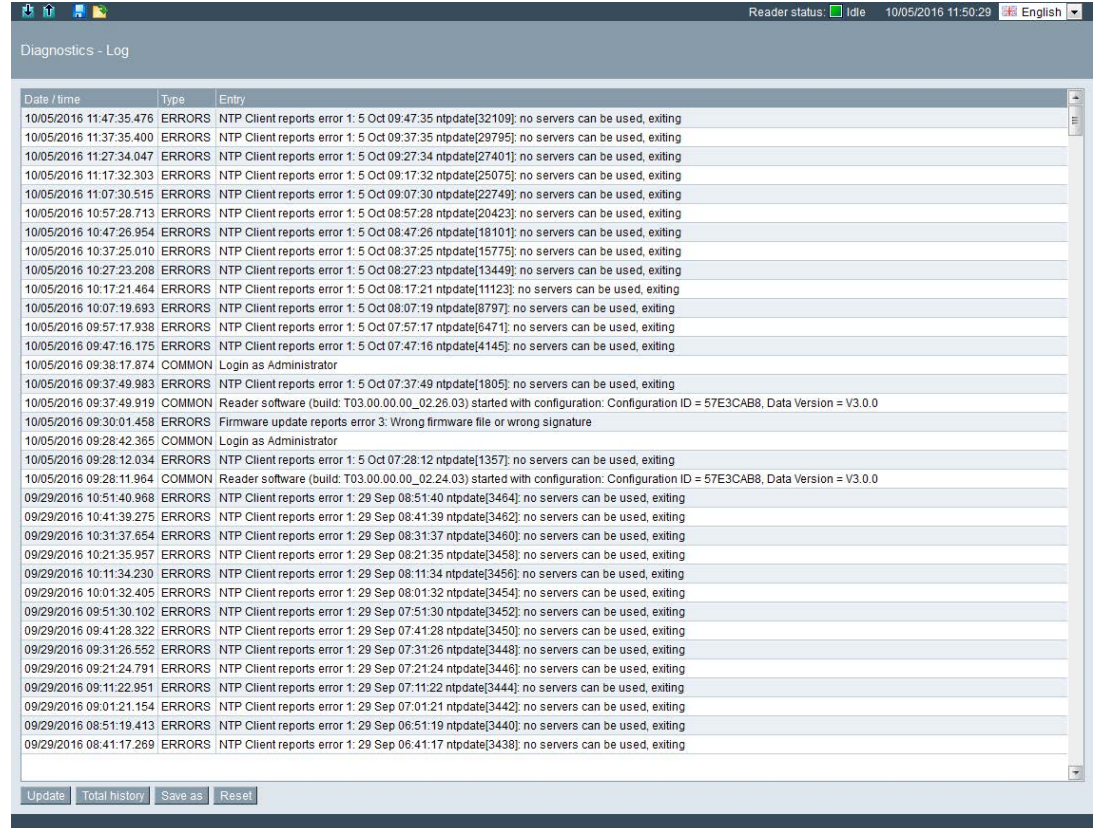 Reader status: Idle 10/05/2016 11:50:29 English
Diagnostics - Log
Date / time Type Entry
10/05/2016 11:47:35.476 ERRORS NTP Client reports error 1: 5 Oct 09:47:35 ntpdate[32109]: no servers can be used, exiting
10/05/2016 11:37:35.400 ERRORS NTP Client reports error 1: 5 Oct 09:37:35 ntpdate[29795]: no servers can be used, exiting
10/05/2016 11:27:34.047 ERRORS NTP Client reports error 1: 5 Oct 09:27:34 ntpdate[27401]: no servers can be used, exiting
10/05/2016 11:17:32.303 ERRORS NTP Client reports error 1: 5 Oct 09:17:32 ntpdate[25075]: no servers can be used, exiting
10/05/2016 11:07:30.515 ERRORS NTP Client reports error 1: 5 Oct 09:07:30 ntpdate[22749]: no servers can be used, exiting
10/05/2016 10:57:28.713 ERRORS NTP Client reports error 1: 5 Oct 08:57:28 ntpdate[20423]: no servers can be used, exiting
10/05/2016 10:47:26.954 ERRORS NTP Client reports error 1: 5 Oct 08:47:26 ntpdate[18101]: no servers can be used, exiting
10/05/2016 10:37:25.010 ERRORS NTP Client reports error 1: 5 Oct 08:37:25 ntpdate[15775]: no servers can be used, exiting
10/05/2016 10:27:23.208 ERRORS NTP Client reports error 1: 5 Oct 08:27:23 ntpdate[13449]: no servers can be used, exiting
10/05/2016 10:17:21.464 ERRORS NTP Client reports error 1: 5 Oct 08:17:21 ntpdate[11123]: no servers can be used, exiting
10/05/2016 10:07:19.693 ERRORS NTP Client reports error 1: 5 Oct 08:07:19 ntpdate[8797]: no servers can be used, exiting
10/05/2016 09:57:17.938 ERRORS NTP Client reports error 1: 5 Oct 07:57:17 ntpdate[6471]: no servers can be used, exiting
10/05/2016 09:47:16.175 ERRORS NTP Client reports error 1: 5 Oct 07:47:16 ntpdate[4145]: no servers can be used, exiting
10/05/2016 09:38:17.874 COMMON Login as Administrator
10/05/2016 09:37:49.983 ERRORS NTP Client reports error 1: 5 Oct 07:37:49 ntpdate[1805]: no servers can be used, exiting
10/05/2016 09:37:49.919 COMMON Reader software (build: T03.00.00.00_02.26.03) started with configuration: Configuration ID = 57E3CAB8, Data Version = V3.0.0
10/05/2016 09:30:01.458 ERRORS Firmware update reports error 3: Wrong firmware file or wrong signature
10/05/2016 09:28:42.365 COMMON Login as Administrator
10/05/2016 09:28:12.034 ERRORS NTP Client reports error 1: 5 Oct 07:28:12 ntpdate[1357]: no servers can be used, exiting
10/05/2016 09:28:11.964 COMMON Reader software (build: T03.00.00.00_02.24.03) started with configuration: Configuration ID = 57E3CAB8, Data Version = V3.0.0
09/29/2016 10:51:40.968 ERRORS NTP Client reports error 1: 29 Sep 08:51:40 ntpdate[3464]: no servers can be used, exiting
09/29/2016 10:41:39.275 ERRORS NTP Client reports error 1: 29 Sep 08:41:39 ntpdate[3462]: no servers can be used, exiting
09/29/2016 10:31:37.654 ERRORS NTP Client reports error 1: 29 Sep 08:31:37 ntpdate[3460]: no servers can be used, exiting
09/29/2016 10:21:35.957 ERRORS NTP Client reports error 1: 29 Sep 08:21:35 ntpdate[3458]: no servers can be used, exiting
09/29/2016 10:11:34.230 ERRORS NTP Client reports error 1: 29 Sep 08:11:34 ntpdate[3456]: no servers can be used, exiting
09/29/2016 10:01:32.405 ERRORS NTP Client reports error 1: 29 Sep 08:01:32 ntpdate[3454]: no servers can be used, exiting
09/29/2016 09:51:30.102 ERRORS NTP Client reports error 1: 29 Sep 07:51:30 ntpdate[3452]: no servers can be used, exiting
09/29/2016 09:41:28.322 ERRORS NTP Client reports error 1: 29 Sep 07:41:28 ntpdate[3450]: no servers can be used, exiting
09/29/2016 09:31:26.552 ERRORS NTP Client reports error 1: 29 Sep 07:31:26 ntpdate[3448]: no servers can be used, exiting
09/29/2016 09:21:24.791 ERRORS NTP Client reports error 1: 29 Sep 07:21:24 ntpdate[3446]: no servers can be used, exiting
09/29/2016 09:11:22.951 ERRORS NTP Client reports error 1: 29 Sep 07:11:22 ntpdate[3444]: no servers can be used, exiting
09/29/2016 09:01:21.154 ERRORS NTP Client reports error 1: 29 Sep 07:01:21 ntpdate[3442]: no servers can be used, exiting
09/29/2016 08:51:19.413 ERRORS NTP Client reports error 1: 29 Sep 06:51:19 ntpdate[3440]: no servers can be used, exiting
09/29/2016 08:41:17.269 ERRORS NTP Client reports error 1: 29 Sep 06:41:17 ntpdate[3438]: no servers can be used, exiting
Update Total history Save as Reset